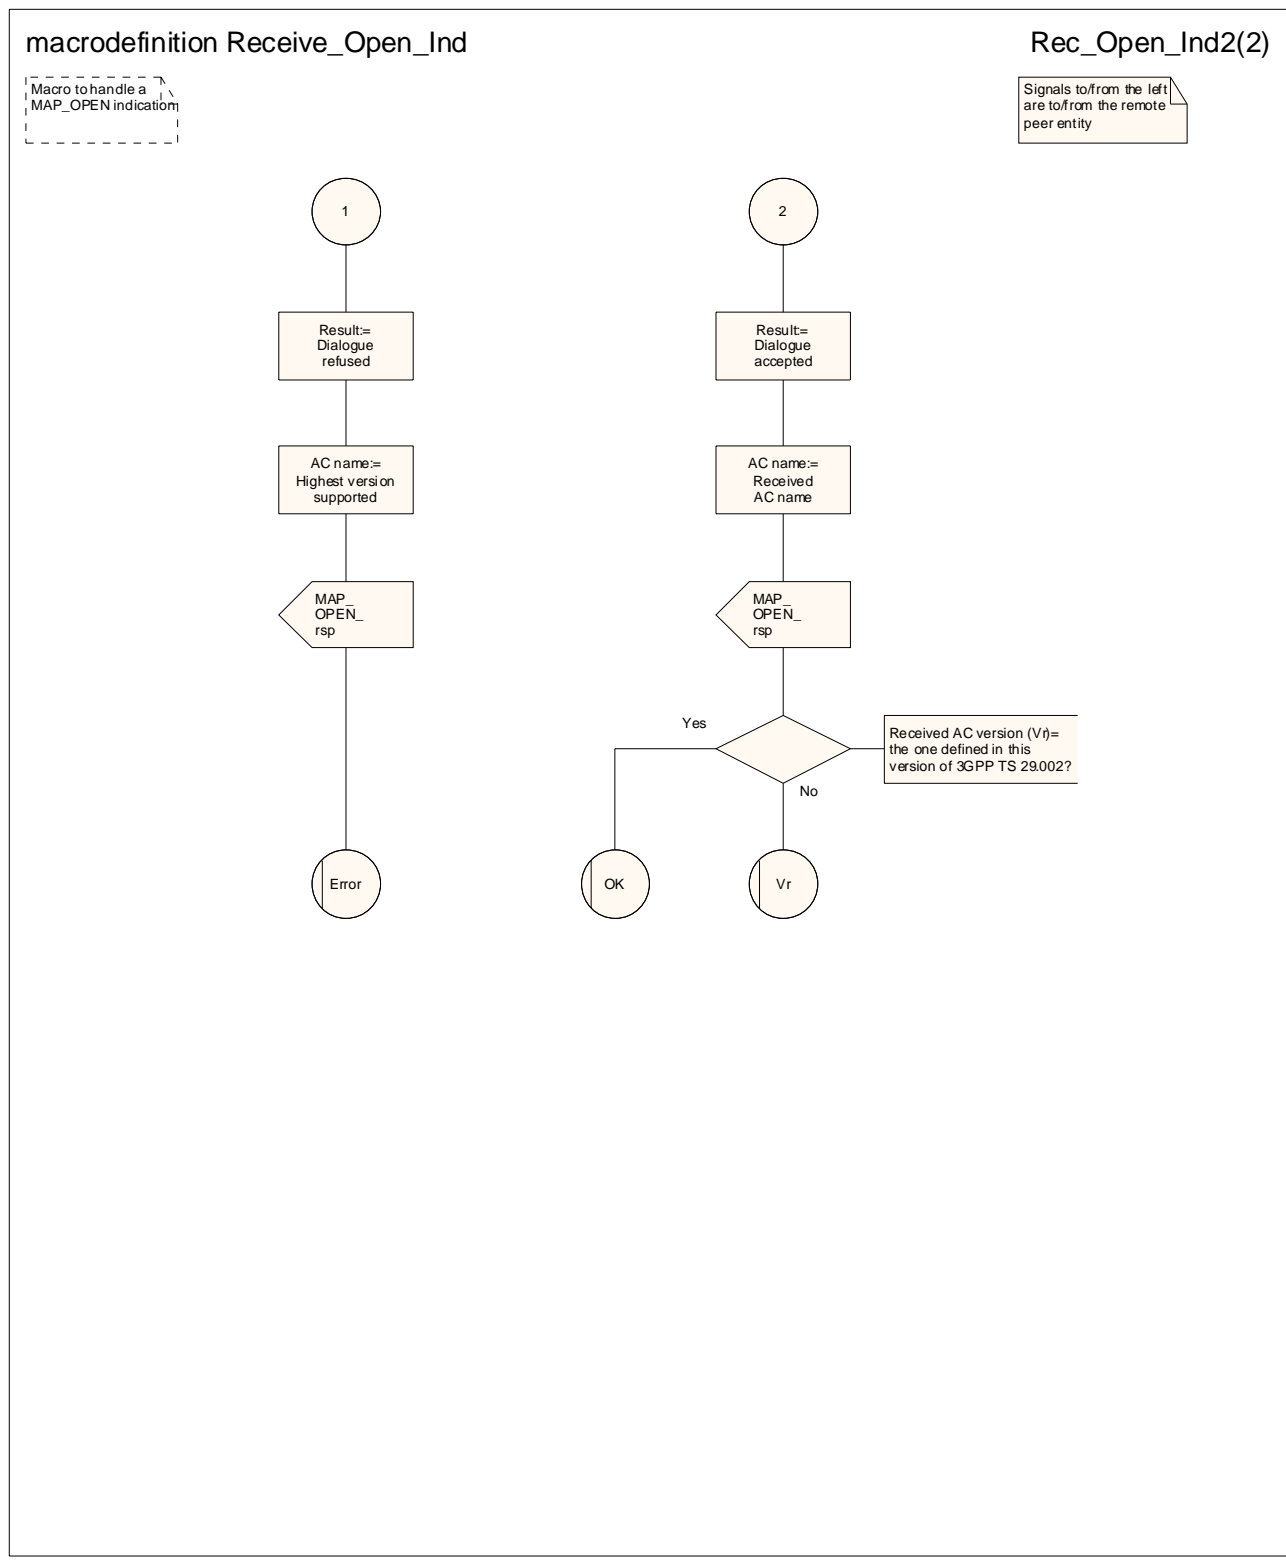 macrodefinition Receive_Open_Ind
Rec_Open_Ind2(2)
Macro to handle a
MAP_OPEN indication
Signals to/from the left
are to/from the remote
peer entity
1
2
Result:=
Dialogue
refused
Result:=
Dialogue
accepted
AC name:=
Highest version
supported
AC name:=
Received
AC name
MAP_
OPEN_
rsp
MAP_
OPEN_
rsp
Yes
Received AC version (Vr)=
the one defined in this
version of 3GPP TS 29.002?
No
Error
OK
Vr